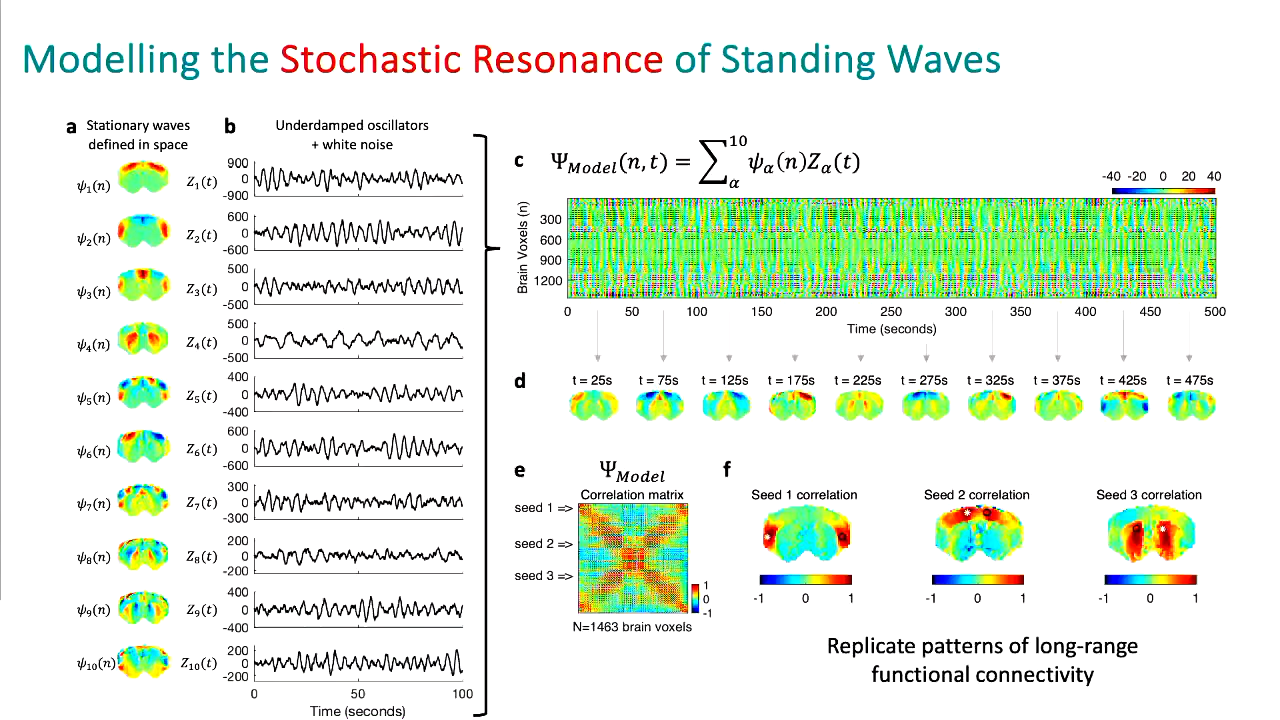 Modelling the Stochastic Resonance of Standing Waves
a Stationary waves
defined in space
b Underdamped oscillators
+ white noise
ψ₁(n) Z₁(t) 900 0 -900
ψ₂(n) Z₂(t) 600 0 -600
ψ₃(n) Z₃(t) 500 0 -500
ψ₄(n) Z₄(t) 500 0 -500
ψ₅(n) Z₅(t) 400 0 -400
ψ₆(n) Z₆(t) 600 0 -600
ψ₇(n) Z₇(t) 300 0 -300
ψ₈(n) Z₈(t) 200 0 -200
ψ₉(n) Z₉(t) 400 0 -400
ψ₁₀(n) Z₁₀(t) 200 0 -200
0 50 100
Time (seconds)
c Ψ_Model(n, t) = ∑_α^10 ψ_α(n)Z_α(t)
-40 -20 0 20 40
Brain Voxels (n)
300
600
900
1200
0 50 100 150 200 250 300 350 400 450 500
Time (seconds)
d t = 25s t = 75s t = 125s t = 175s t = 225s t = 275s t = 325s t = 375s t = 425s t = 475s
e Ψ_Model
Correlation matrix
seed 1 =>
seed 2 =>
seed 3 =>
1
0
-1
N=1463 brain voxels
f
Seed 1 correlation Seed 2 correlation Seed 3 correlation
-1 0 1 -1 0 1 -1 0 1
Replicate patterns of long-range
functional connectivity